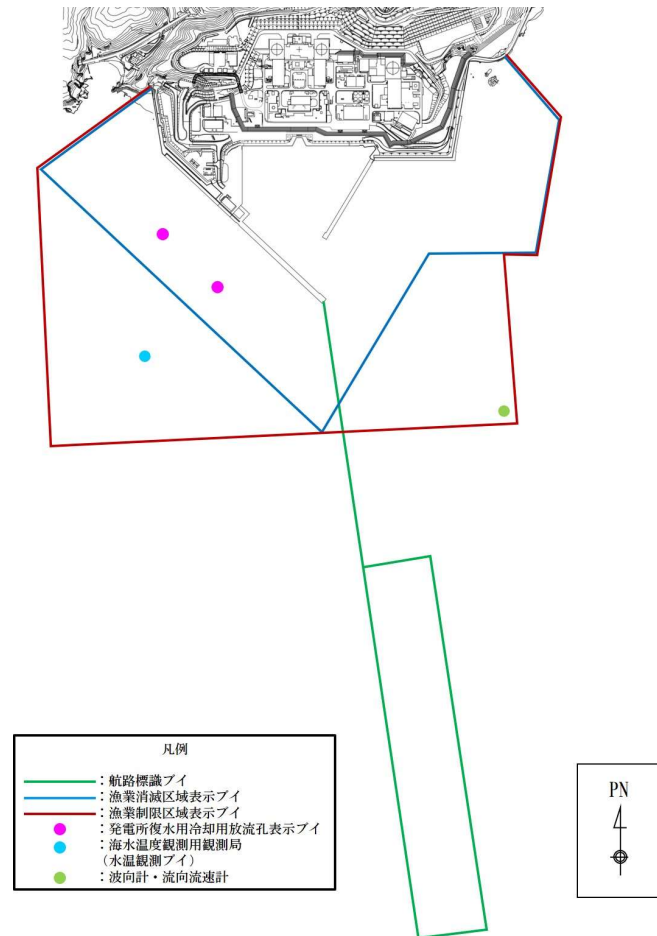 凡例
：航路標識ブイ
：漁業消滅区域表示ブイ
：漁業制限区域表示ブイ
：発電所復水用冷却用放流孔表示ブイ
：海水温度観測用観測局
（水温観測ブイ）
：波向計・流向流速計
PN